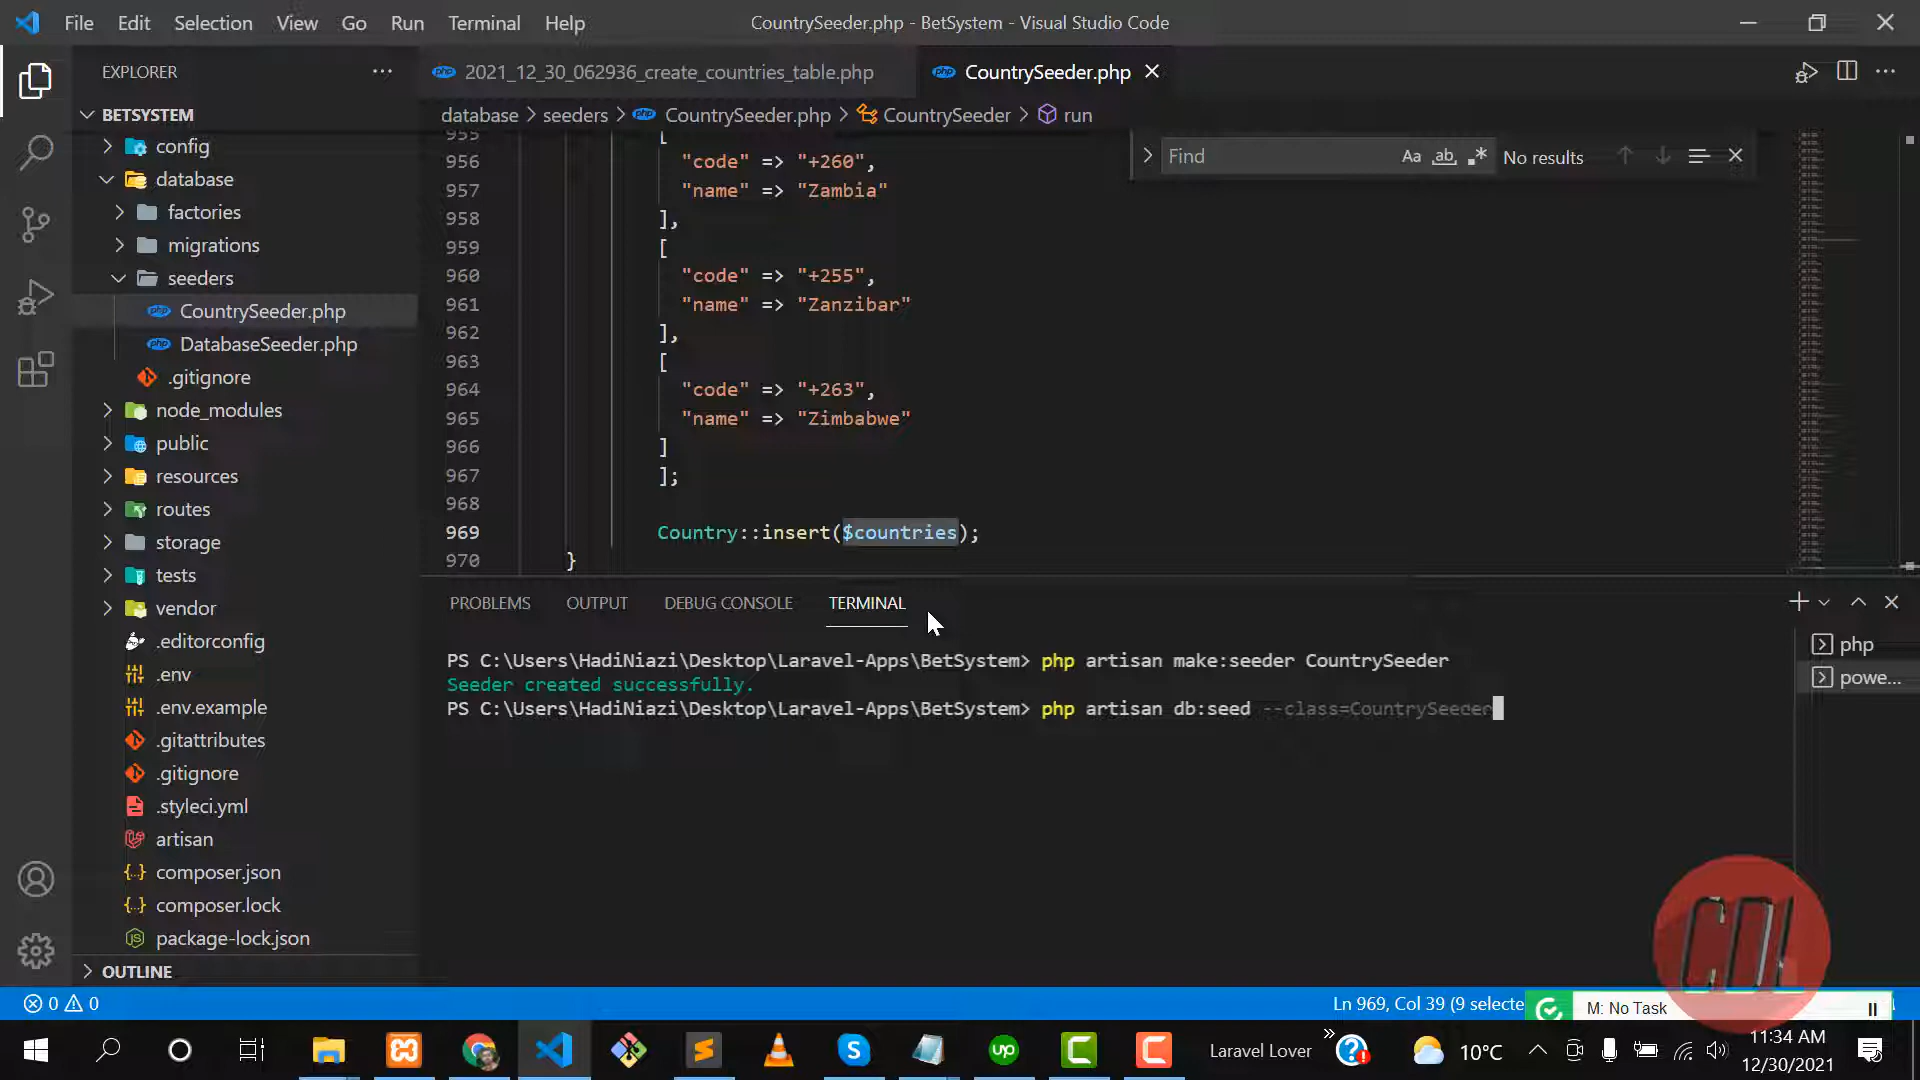 File Edit Selection View Go Run Terminal Help
CountrySeeder.php - BetSystem - Visual Studio Code
EXPLORER
2021_12_30_062936_create_countries_table.php
CountrySeeder.php
BETSYSTEM
database > seeders > CountrySeeder.php > CountrySeeder > run
config
database
factories
migrations
seeders
CountrySeeder.php
DatabaseSeeder.php
.gitignore
node_modules
public
resources
routes
storage
tests
vendor
.editorconfig
.env
.env.example
.gitattributes
.gitignore
.styleci.yml
artisan
composer.json
composer.lock
package-lock.json
OUTLINE
Find
Aa ab No results
955 [
956 "code" => "+260",
957 "name" => "Zambia"
958 ],
959 [
960 "code" => "+255",
961 "name" => "Zanzibar"
962 ],
963 [
964 "code" => "+263",
965 "name" => "Zimbabwe"
966 ]
967 ];
968
969 Country::insert($countries);
970 }
PROBLEMS OUTPUT DEBUG CONSOLE TERMINAL
PS C:\Users\HadiNiazi\Desktop\Laravel-Apps\BetSystem> php artisan make:seeder CountrySeeder
Seeder created successfully.
PS C:\Users\HadiNiazi\Desktop\Laravel-Apps\BetSystem> php artisan db:seed --class=CountrySeeder
php
powe...
0 0
Ln 969, Col 39 (9 selecte
M: No Task
Laravel Lover
10°C
11:34 AM
12/30/2021